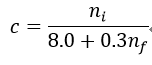 c = n_i / (8.0 + 0.3n_f) ↵